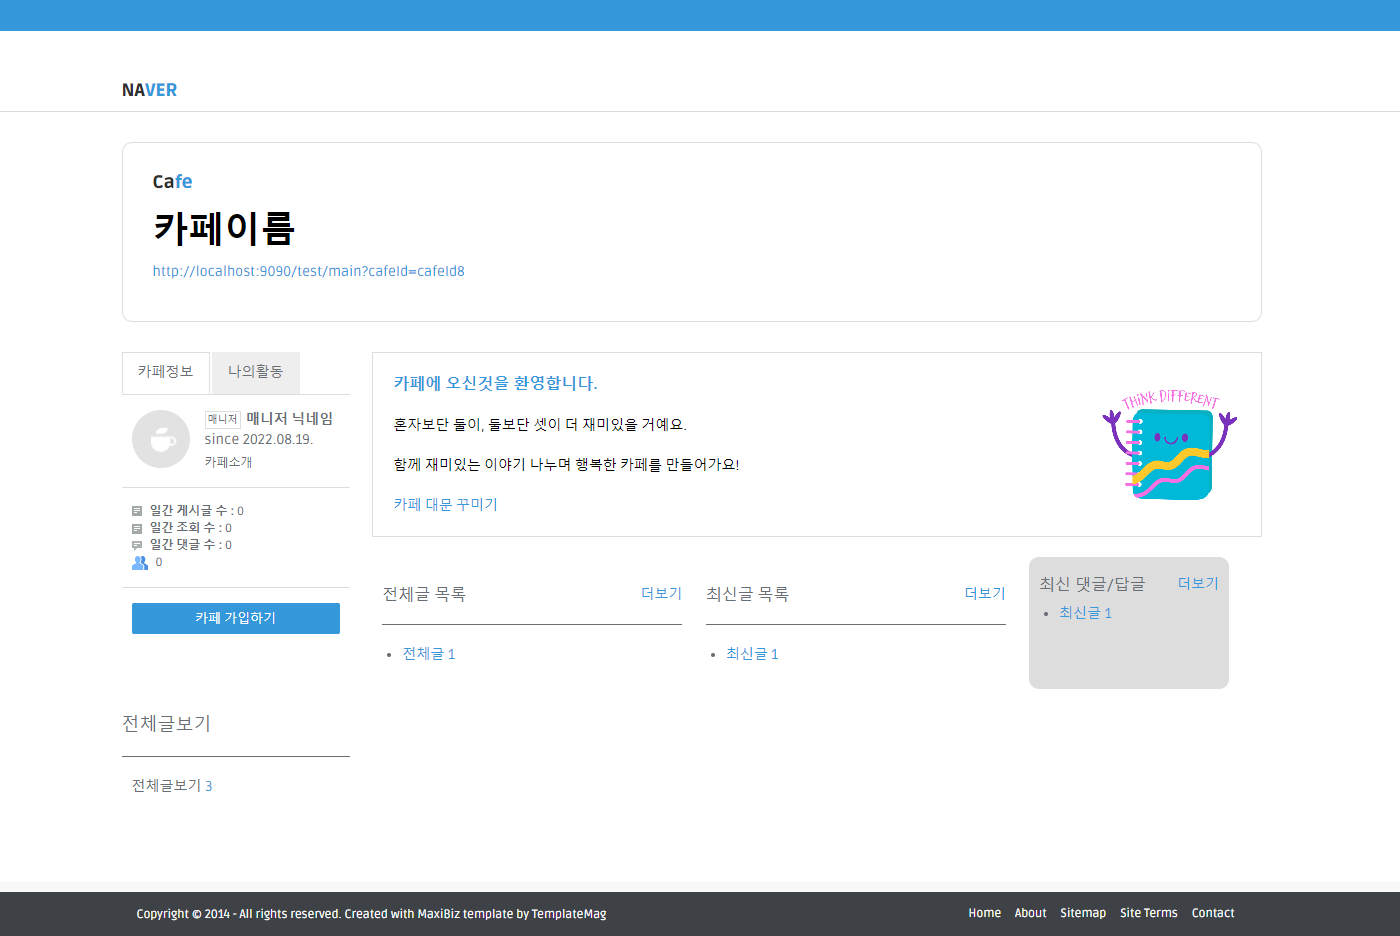 NAVER
Cafe
카페이름
http://localhost:9090/test/main?cafeId=cafeId8
카페정보
나의활동
매니저 매니저 닉네임
since 2022.08.19.
카페소개
일간 게시글 수 : 0
일간 조회 수 : 0
일간 댓글 수 : 0
0
카페 가입하기
전체글보기
전체글보기 3
카페에 오신것을 환영합니다.
혼자보단 둘이, 둘보단 셋이 더 재미있을 거예요.
함께 재미있는 이야기 나누며 행복한 카페를 만들어가요!
카페 대문 꾸미기
THiNK DiFFERENT
전체글 목록 더보기
전체글 1
최신글 목록 더보기
최신글 1
최신 댓글/답글 더보기
최신글 1
Copyright © 2014 - All rights reserved. Created with MaxiBiz template by TemplateMag
Home About Sitemap Site Terms Contact